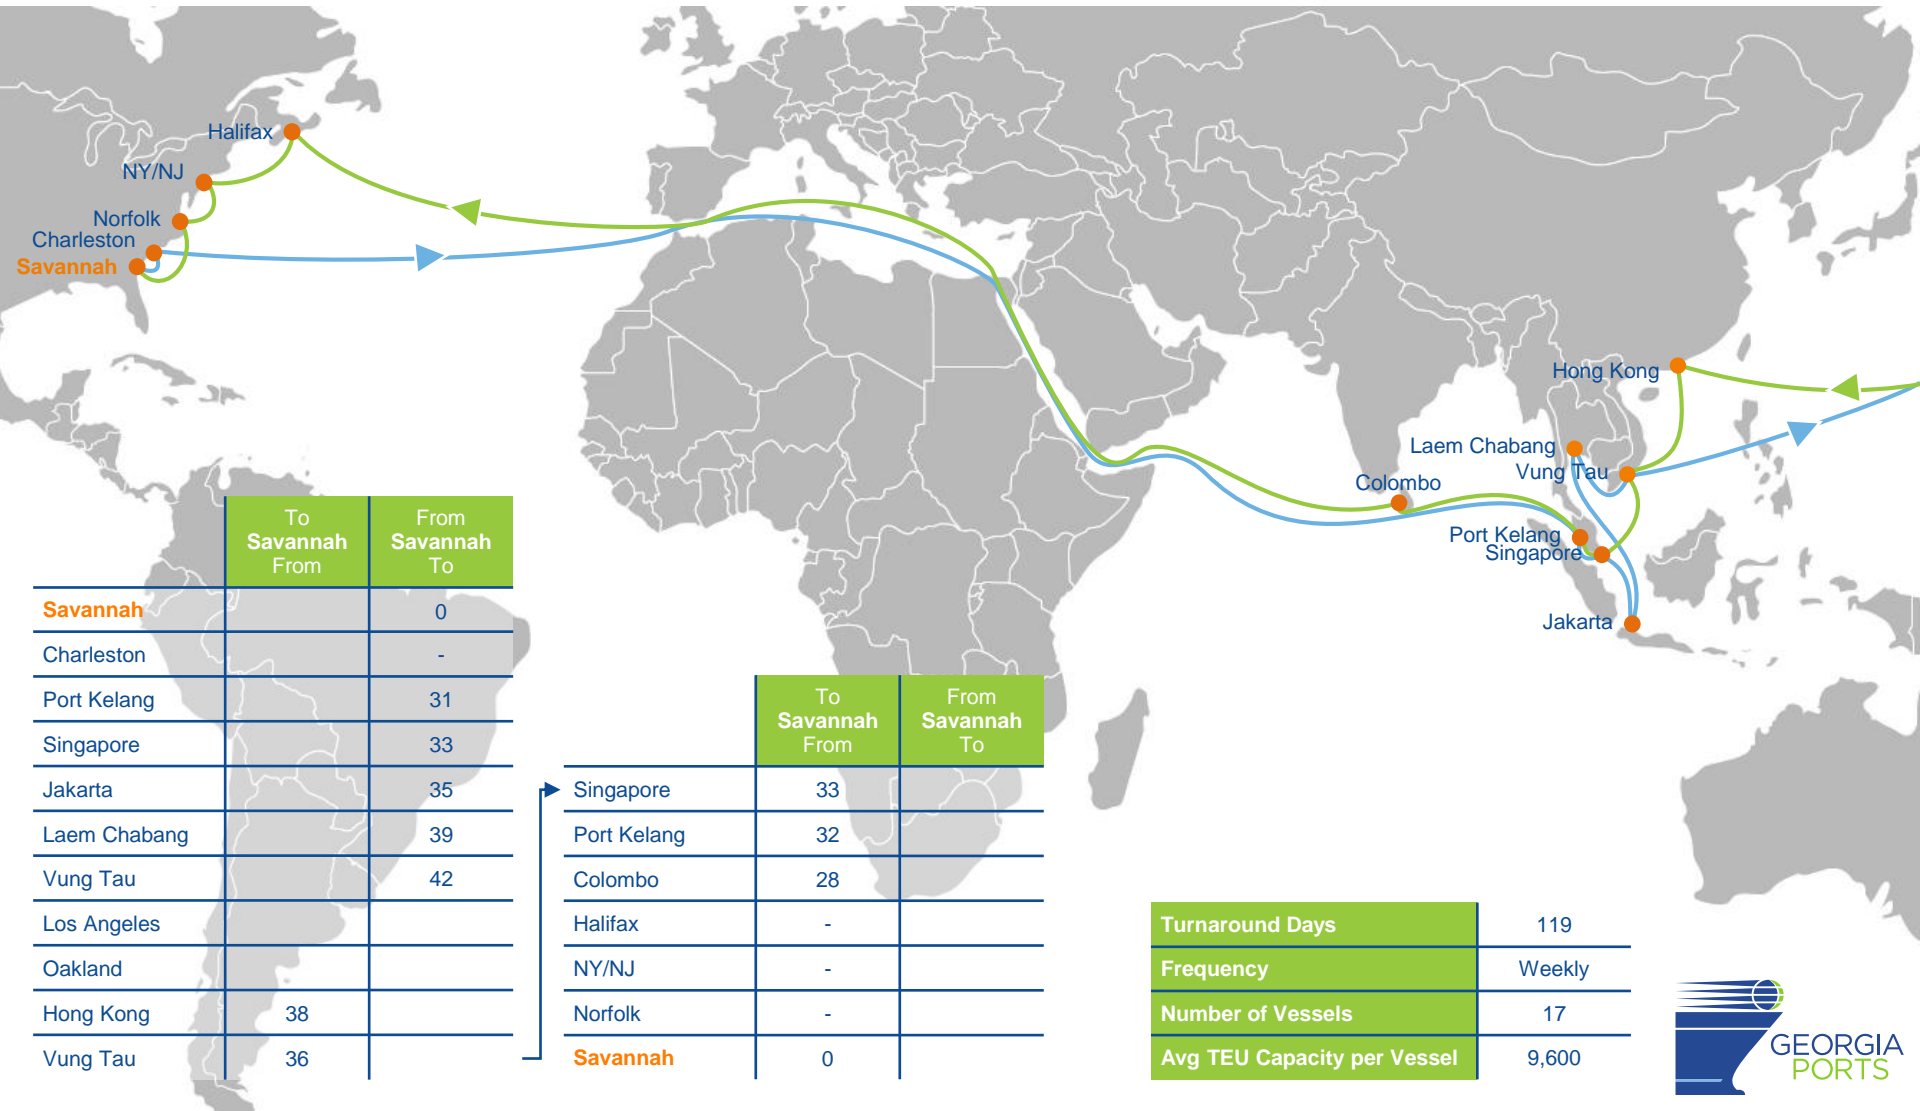 Halifax
NY/NJ
Norfolk
Charleston
Savannah
Hong Kong
Laem Chabang
Vung Tau
Colombo
Port Kelang
Singapore
Jakarta
To Savannah From
From Savannah To
Savannah 0
Charleston -
Port Kelang 31
Singapore 33
Jakarta 35
Laem Chabang 39
Vung Tau 42
Los Angeles
Oakland
Hong Kong 38
Vung Tau 36
To Savannah From
From Savannah To
Singapore 33
Port Kelang 32
Colombo 28
Halifax -
NY/NJ -
Norfolk -
Savannah 0
Turnaround Days 119
Frequency Weekly
Number of Vessels 17
Avg TEU Capacity per Vessel 9,600
GEORGIA
PORTS